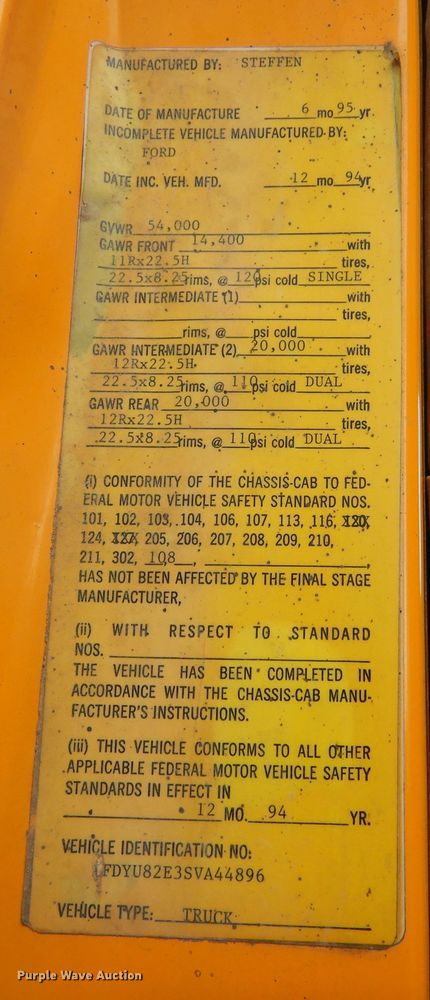 MANUFACTURED BY: STEFFEN
DATE OF MANUFACTURE 6 mo 95 yr.
INCOMPLETE VEHICLE MANUFACTURED BY:
FORD
DATE INC. VEH. MFD. 12 mo 94 yr.
GVWR 54,000
GAWR FRONT 14,400 with
11Rx22.5H tires,
22.5x8.25 rims, @ 120 psi cold SINGLE
GAWR INTERMEDIATE (1) with
tires,
rims, @ psi cold
GAWR INTERMEDIATE (2) 20,000 with
12Rx22.5H tires,
22.5x8.25 rims, @ 110 psi cold DUAL
GAWR REAR 20,000 with
12Rx22.5H tires,
22.5x8.25 rims, @ 110 psi cold DUAL
(i) CONFORMITY OF THE CHASSIS-CAB TO FED-
ERAL MOTOR VEHICLE SAFETY STANDARD NOS.
101, 102, 103, 104, 106, 107, 113, 116, 120,
124, 127, 205, 206, 207, 208, 209, 210,
211, 302, 108,
HAS NOT BEEN AFFECTED BY THE FINAL STAGE
MANUFACTURER,
(ii) WITH RESPECT TO STANDARD
NOS.
THE VEHICLE HAS BEEN COMPLETED IN
ACCORDANCE WITH THE CHASSIS-CAB MANU-
FACTURER'S INSTRUCTIONS.
(iii) THIS VEHICLE CONFORMS TO ALL OTHER
APPLICABLE FEDERAL MOTOR VEHICLE SAFETY
STANDARDS IN EFFECT IN
12 MO. 94 YR.
VEHICLE IDENTIFICATION NO:
FDYU82E3SVA44896
VEHICLE TYPE: TRUCK
Purple Wave Auction